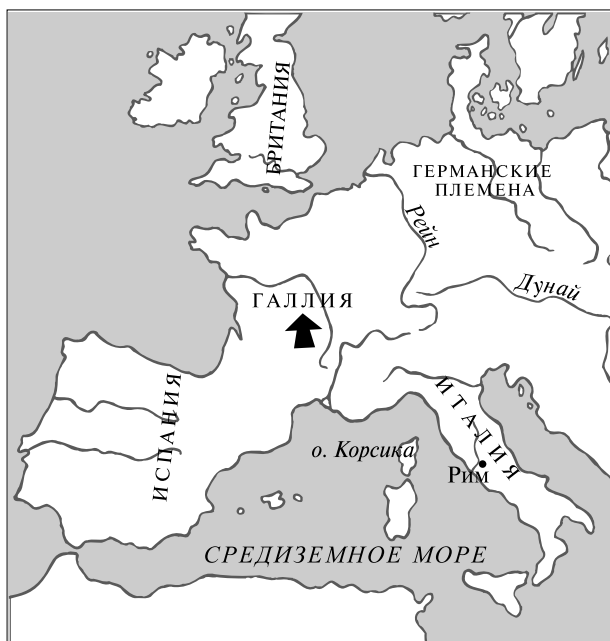 БРИТАНИЯ
ГЕРМАНСКИЕ
ПЛЕМЕНА
Рейн
Дунай
ГАЛЛИЯ
ИСПАНИЯ
ИТАЛИЯ
о. Корсика
Рим
СРЕДИЗЕМНОЕ МОРЕ